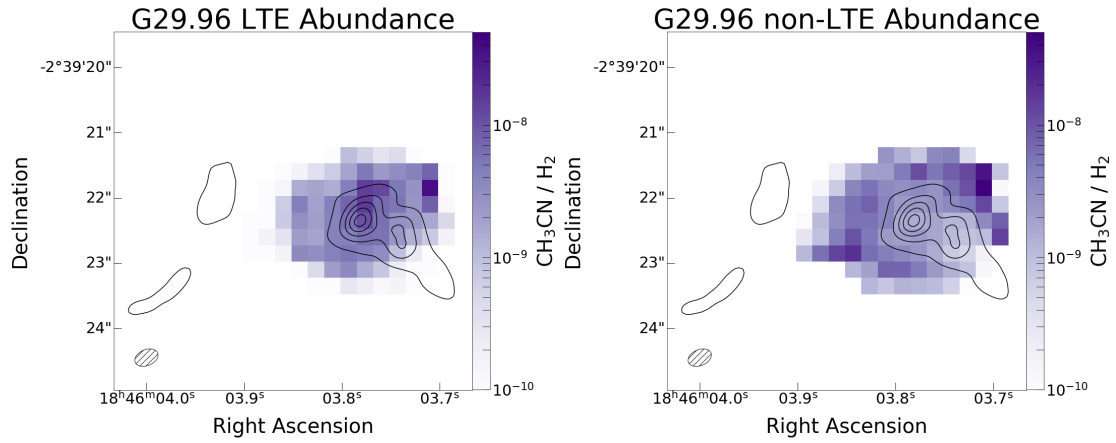 G29.96 LTE Abundance
-2°39'20"
21"
22"
23"
24"
Declination
18ʰ46ᵐ04.0ˢ
03.9ˢ
03.8ˢ
03.7ˢ
Right Ascension
10⁻⁸
10⁻⁹
10⁻¹⁰
CH₃CN / H₂
G29.96 non-LTE Abundance
-2°39'20"
21"
22"
23"
24"
Declination
18ʰ46ᵐ04.0ˢ
03.9ˢ
03.8ˢ
03.7ˢ
Right Ascension
10⁻⁸
10⁻⁹
10⁻¹⁰
CH₃CN / H₂